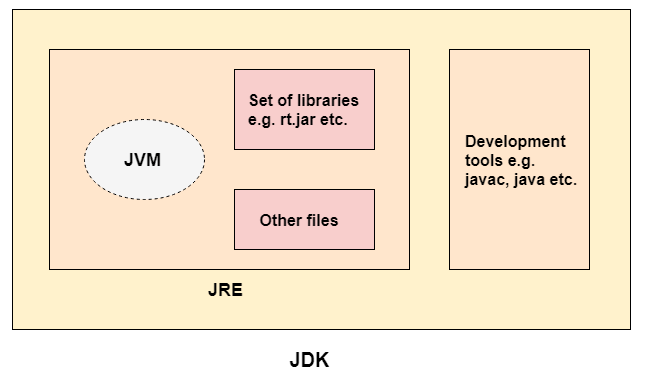 JVM
Set of libraries
e.g. rt.jar etc.
Other files
JRE
Development
tools e.g.
javac, java etc.
JDK